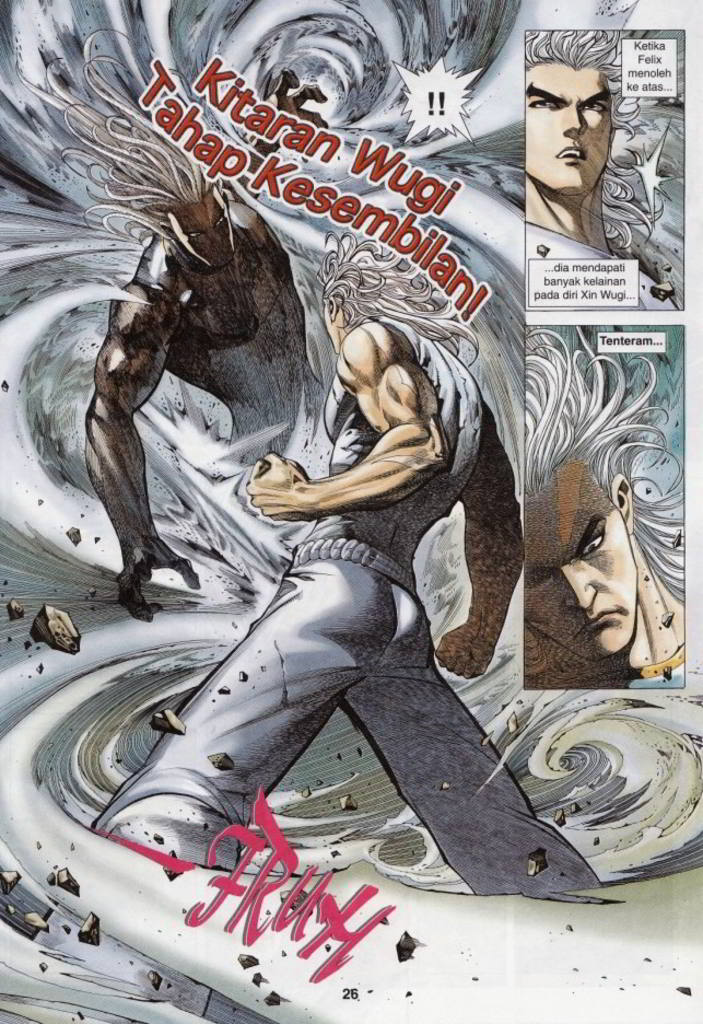 Kitaran Wugi
Tahap Kesembilan!
!!
Ketika
Felix
menoleh
ke atas...
...dia mendapati
banyak kelainan
pada diri Xin Wugi...
Tenteram...
26